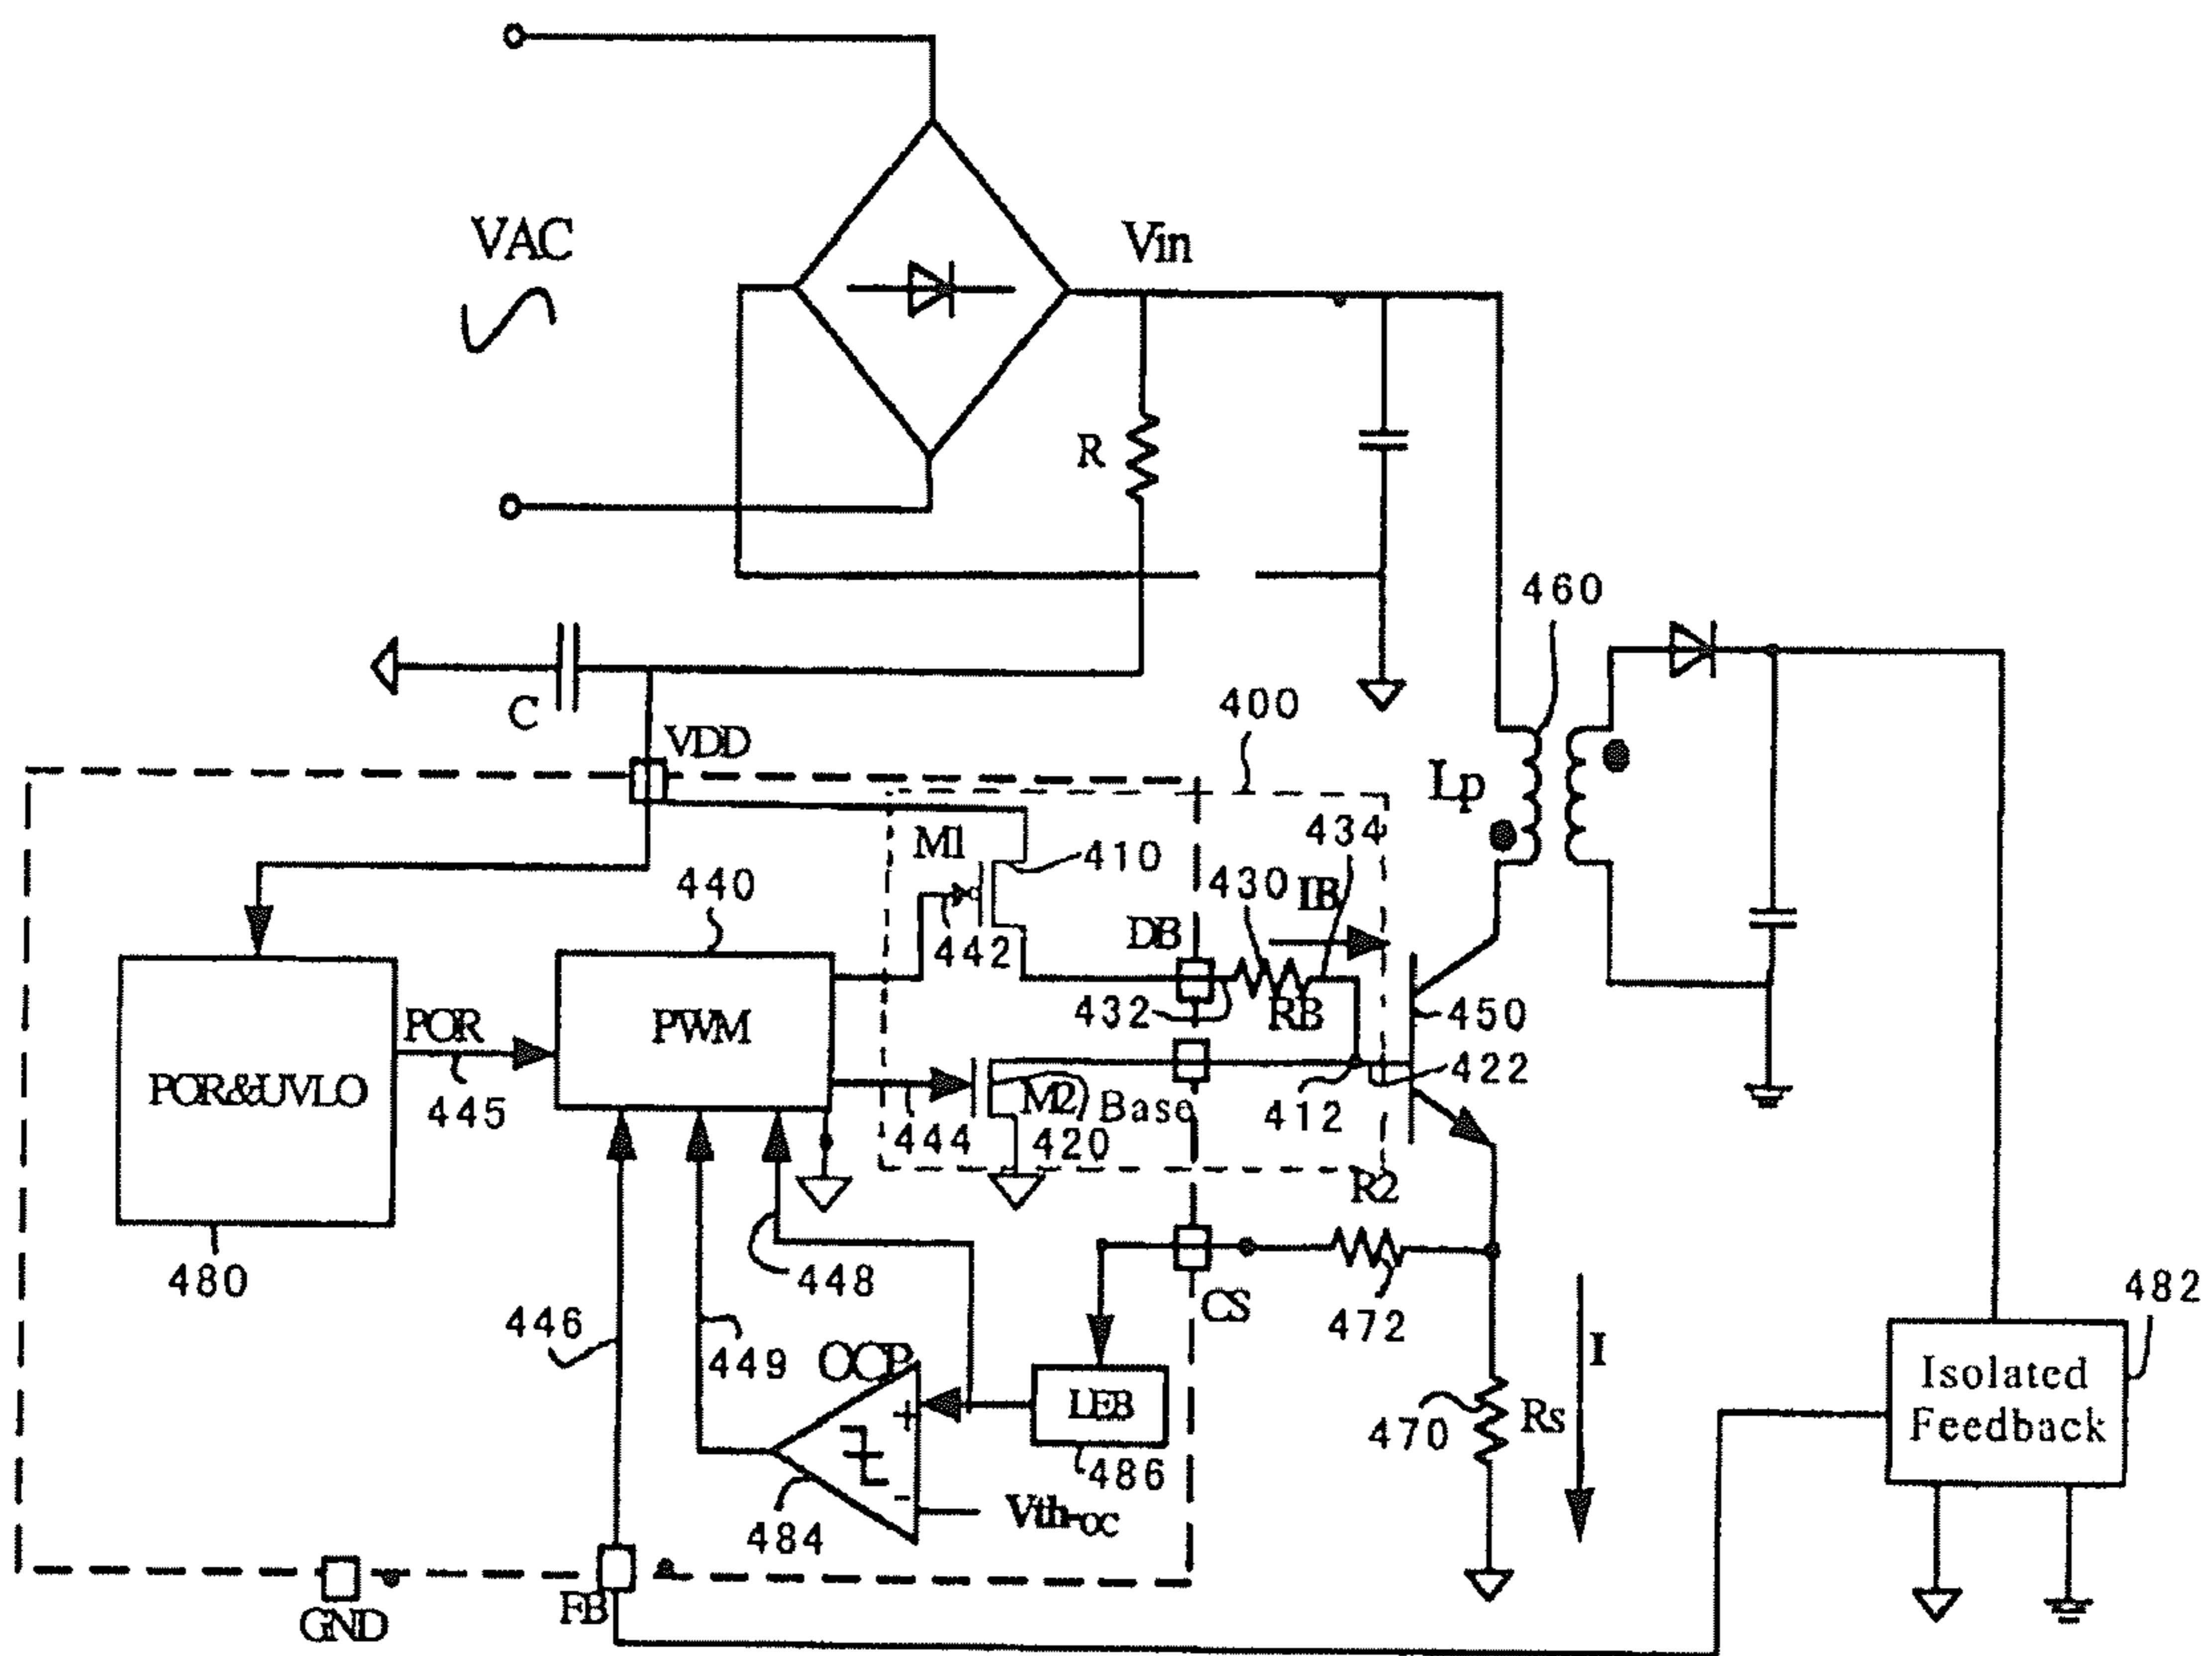 VAC
Vin
R
460
C
400
VDD
Lp
M1
434
410
440
430
IB
DB
442
POR
PWM
432
RB
450
POR&UVLO
445
M2
Base
412
422
444
420
R2
480
448
CS
482
446
472
449
OCP
I
Isolated
Feedback
+
LEB
470
Rs
486
-
Vth-oc
484
FB
GND